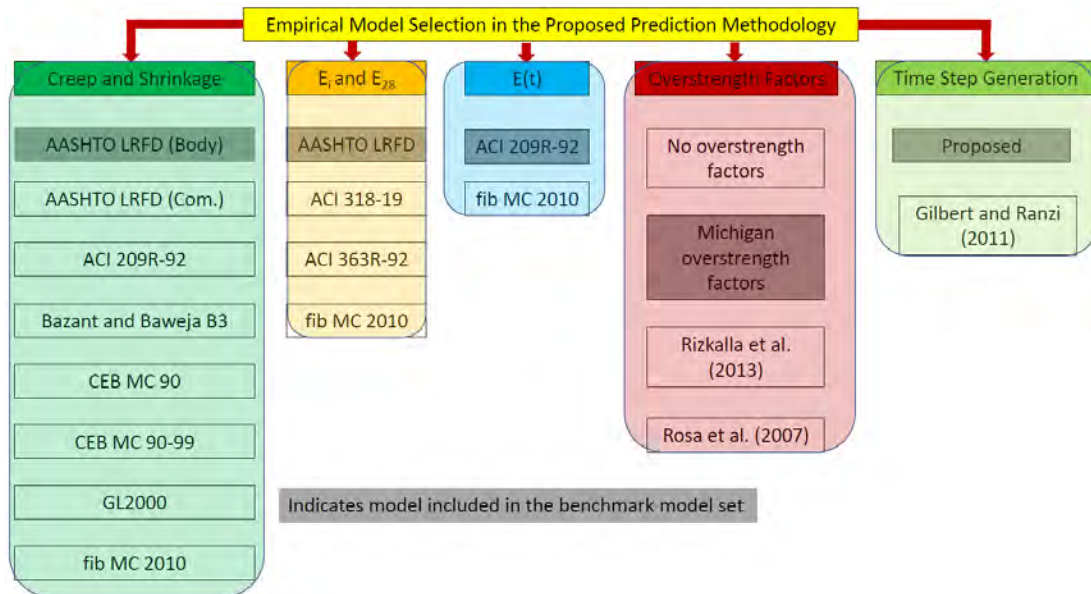 Empirical Model Selection in the Proposed Prediction Methodology
Creep and Shrinkage
AASHTO LRFD (Body)
AASHTO LRFD (Com.)
ACI 209R-92
Bazant and Baweja B3
CEB MC 90
CEB MC 90-99
GL2000
fib MC 2010
Ei and E28
AASHTO LRFD
ACI 318-19
ACI 363R-92
fib MC 2010
E(t)
ACI 209R-92
fib MC 2010
Overstrength Factors
No overstrength
factors
Michigan
overstrength
factors
Rizkalla et al.
(2013)
Rosa et al. (2007)
Time Step Generation
Proposed
Gilbert and Ranzi
(2011)
Indicates model included in the benchmark model set